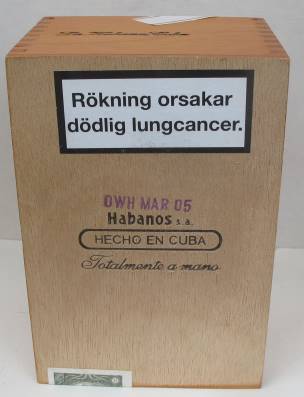 Rökning orsakar
dödlig lungcancer.
OWH MAR 05
Habanos s.a.
HECHO EN CUBA
Totalmente a mano